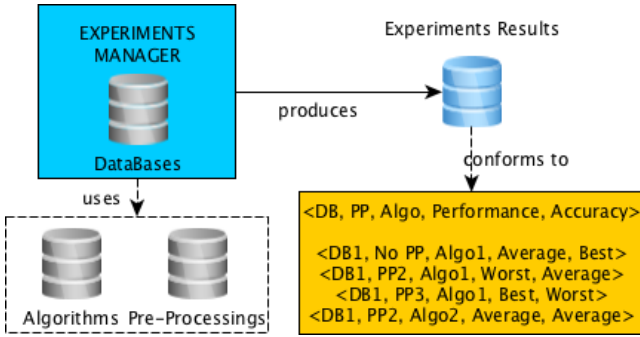 EXPERIMENTS
MANAGER
DataBases
Experiments Results
produces
conforms to
uses
Algorithms
Pre-Processings
<DB, PP, Algo, Performance, Accuracy>
<DB1, No PP, Algo1, Average, Best>
<DB1, PP2, Algo1, Worst, Average>
<DB1, PP3, Algo1, Best, Worst>
<DB1, PP2, Algo2, Average, Average>